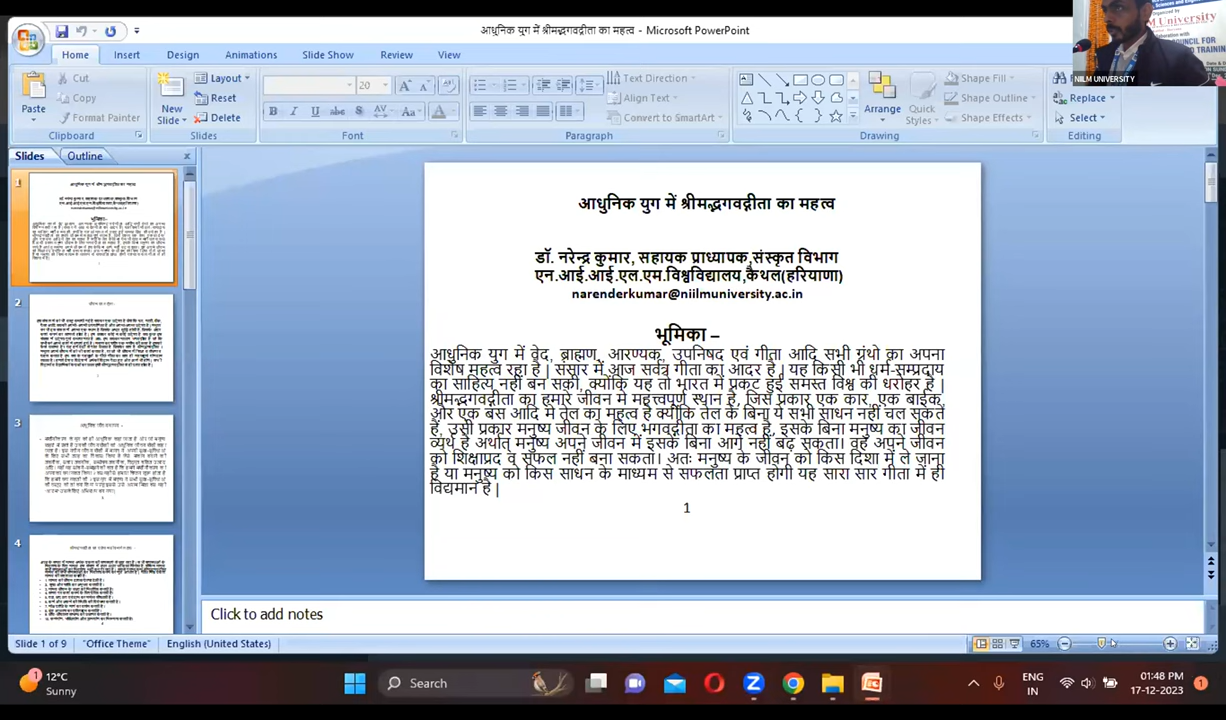 आधुनिक युग में श्रीमद्भगवद्गीता का महत्व - Microsoft PowerPoint
Home Insert Design Slide Show Animations Review View
Cut
Copy
Format Painter
Paste
Clipboard
New Slide
Layout
Reset
Delete
Slides
20
Font
Text Direction
Align Text
Convert to SmartArt
Paragraph
Arrange
Quick Styles
Shape Fill
Shape Outline
Shape Effects
Drawing
Replace
Select
Editing
NIILM UNIVERSITY
Slides Outline
1
2
3
4
आधुनिक युग में श्रीमद्भगवद्गीता का महत्व
डॉ. नरेन्द्र कुमार, सहायक प्राध्यापक,संस्कृत विभाग
एन.आई.आई.एल.एम.विश्वविद्यालय,कैथल(हरियाणा)
narenderkumar@niilmuniversity.ac.in
भूमिका –
आधुनिक युग में वेद, ब्राह्मण, आरण्यक, उपनिषद एवं गीता आदि सभी ग्रंथो का अपना
विशेष महत्व रहा है | संसार में आज सर्वत्र गीता का आदर है | यह किसी भी धर्म-सम्प्रदाय
का साहित्य नहीं बन सकी, क्योंकि यह तो भारत में प्रकट हुई समस्त विश्व की धरोहर है |
श्रीमद्भगवद्गीता का हमारे जीवन मे महत्त्वपूर्ण स्थान है, जिस प्रकार एक कार, एक बाईक,
और एक बस आदि में तेल का महत्व है क्योंकि तेल के बिना ये सभी साधन नहीं चल सकते
है, उसी प्रकार मनुष्य जीवन के लिए भगवद्गीता का महत्व है, इसके बिना मनुष्य का जीवन
व्यर्थ है अर्थात् मनुष्य अपने जीवन में इसके बिना आगे नहीं बढ़ सकता। वह अपने जीवन
को शिक्षाप्रद व् सफल नहीं बना सकता। अतः मनुष्य के जीवन को किस दिशा में ले जाना
है या मनुष्य को किस साधन के माध्यम से सफलता प्राप्त होगी यह सारा सार गीता में ही
विद्यमान है |
1
Click to add notes
Slide 1 of 9 "Office Theme" English (United States) 65%
12°C
Sunny
Search
ENG
IN
01:48 PM
17-12-2023